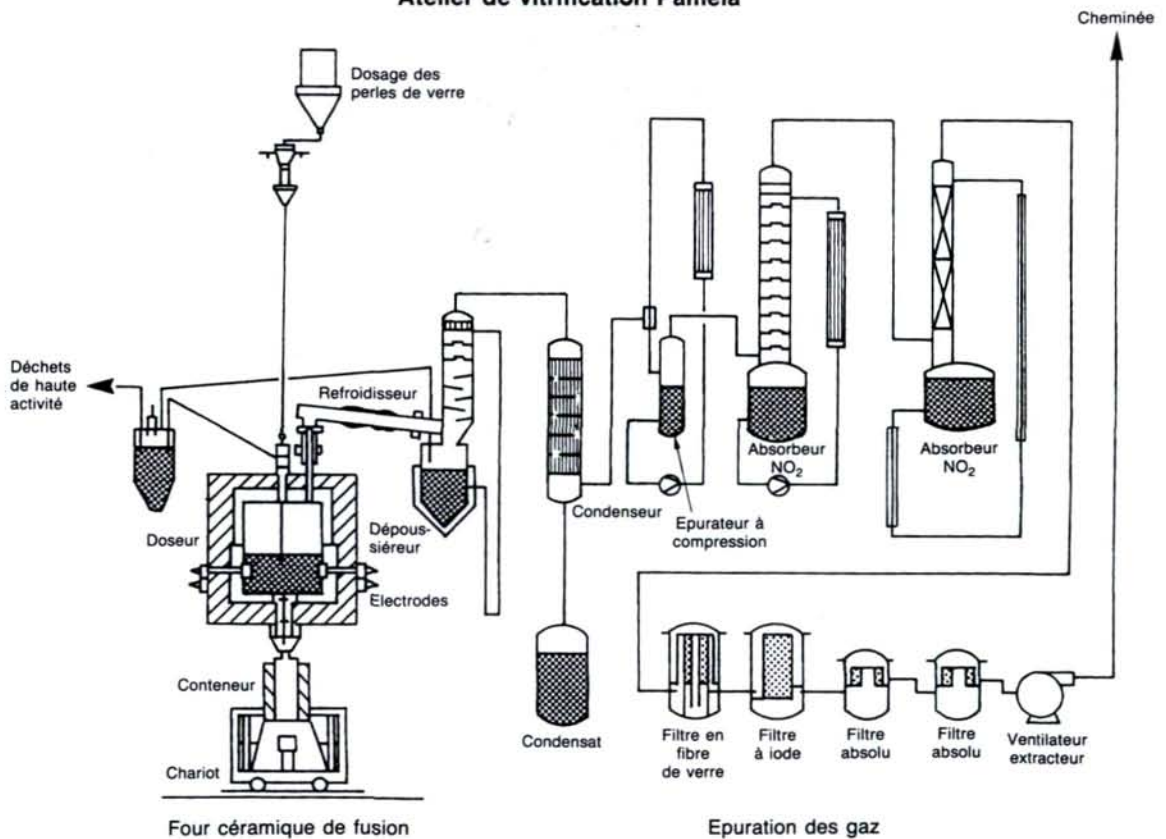 Atelier de vitrification Pamela
Cheminée
Dosage des
perles de verre
Déchets
de haute
activité
Refroidisseur
Doseur
Dépous-
siéreur
Electrodes
Conteneur
Chariot
Condenseur
Condensat
Epurateur à
compression
Absorbeur
NO₂
Absorbeur
NO₂
Filtre en
fibre
de verre
Filtre
à iode
Filtre
absolu
Filtre
absolu
Ventilateur
extracteur
Four céramique de fusion
Epuration des gaz